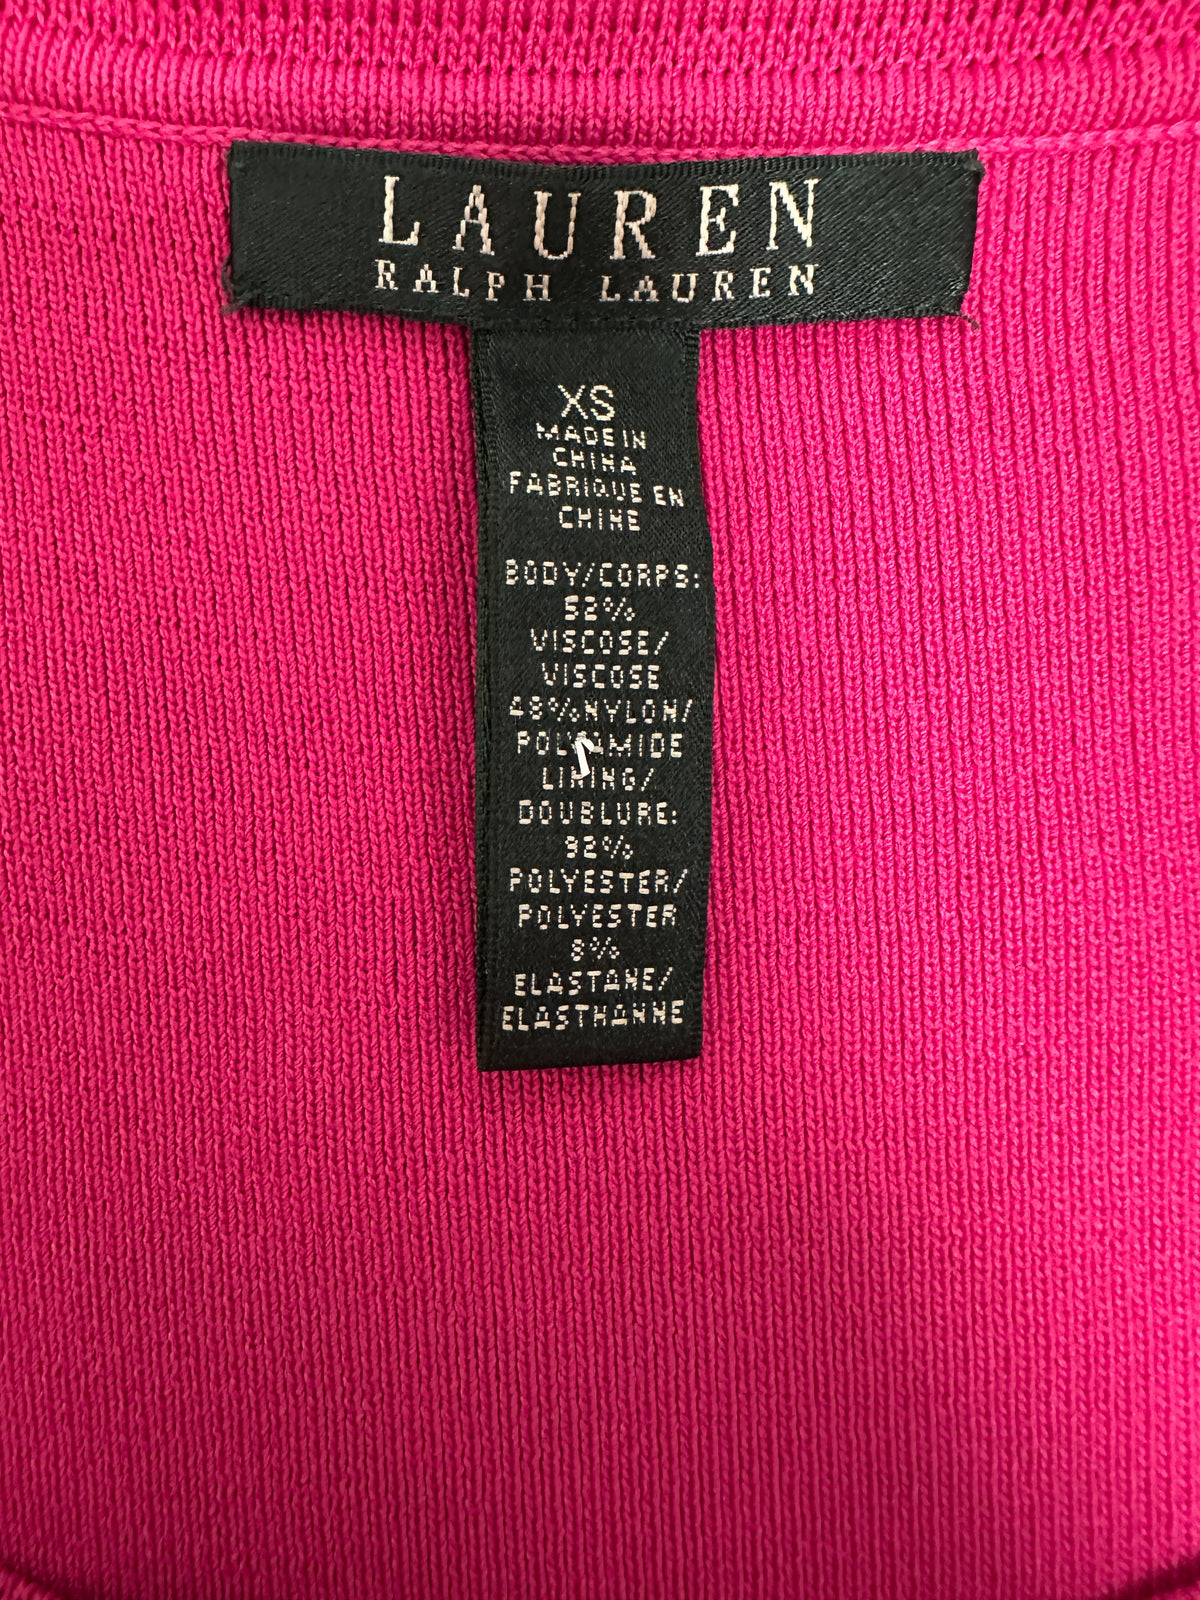 LAUREN
RALPH LAUREN
XS
MADE IN
CHINA
FABRIQUE EN
CHINE
BODY/CORPS:
52%
VISCOSE/
VISCOSE
48%NYLON/
POLYAMIDE
LINING/
DOUBLURE:
92%
POLYESTER/
POLYESTER
8%
ELASTANE/
ELASTHANNE